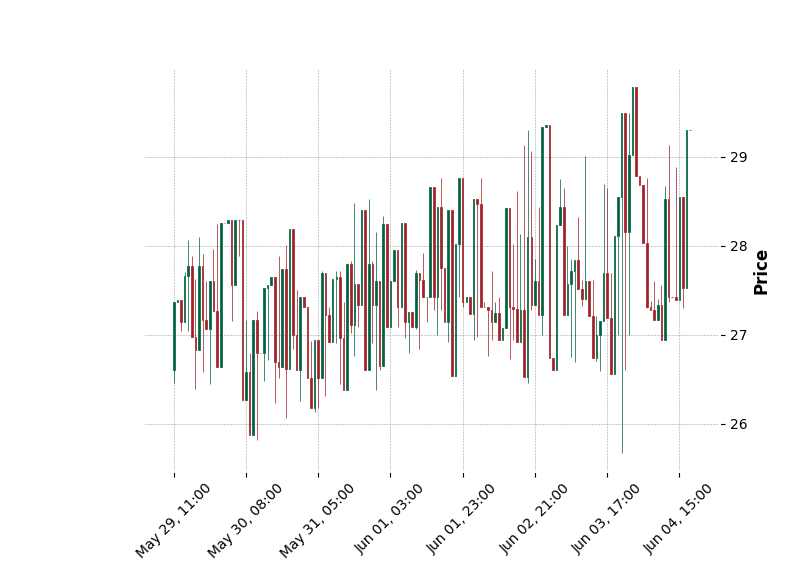 29
28
Price
27
26
May 29, 11:00
May 30, 08:00
May 31, 05:00
Jun 01, 03:00
Jun 01, 23:00
Jun 02, 21:00
Jun 03, 17:00
Jun 04, 15:00